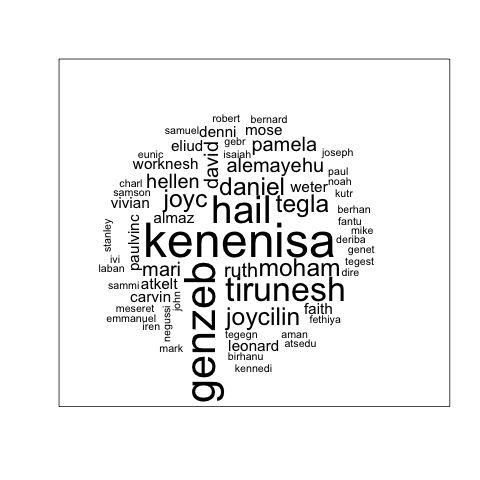 robert
bernard
samuel
denni
mose
eliud
david
gebr
pamela
eunic
isaiah
joseph
worknesh
alemayehu
paul
charl
hellen
daniel
weter
noah
samson
joyc
hail
tegla
kutr
vivian
almaz
berhan
stanley
paulvinc
kenenisa
fantu
mike
deriba
genet
ivi
laban
mari
genzeb
ruth
moham
tegest
dire
sammi
atkelt
tirunesh
carvin
john
meseret
negussi
joycilin
faith
emmanuel
iren
fethiya
tegegn
aman
mark
leonard
atsedu
birhanu
kennedi